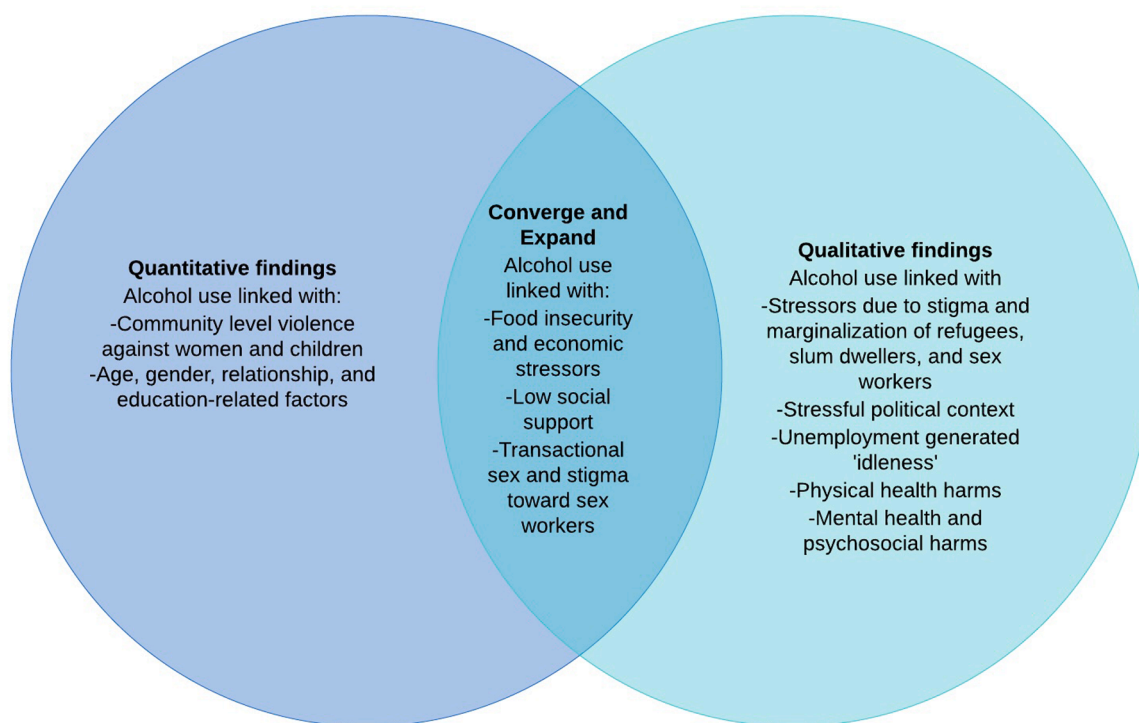 Quantitative findings
Alcohol use linked with:
-Community level violence
against women and children
-Age, gender, relationship, and
education-related factors
Converge and
Expand
Alcohol use
linked with:
-Food insecurity
and economic
stressors
-Low social
support
-Transactional
sex and stigma
toward sex
workers
Qualitative findings
Alcohol use linked with
-Stressors due to stigma and
marginalization of refugees,
slum dwellers, and sex
workers
-Stressful political context
-Unemployment generated
'idleness'
-Physical health harms
-Mental health and
psychosocial harms